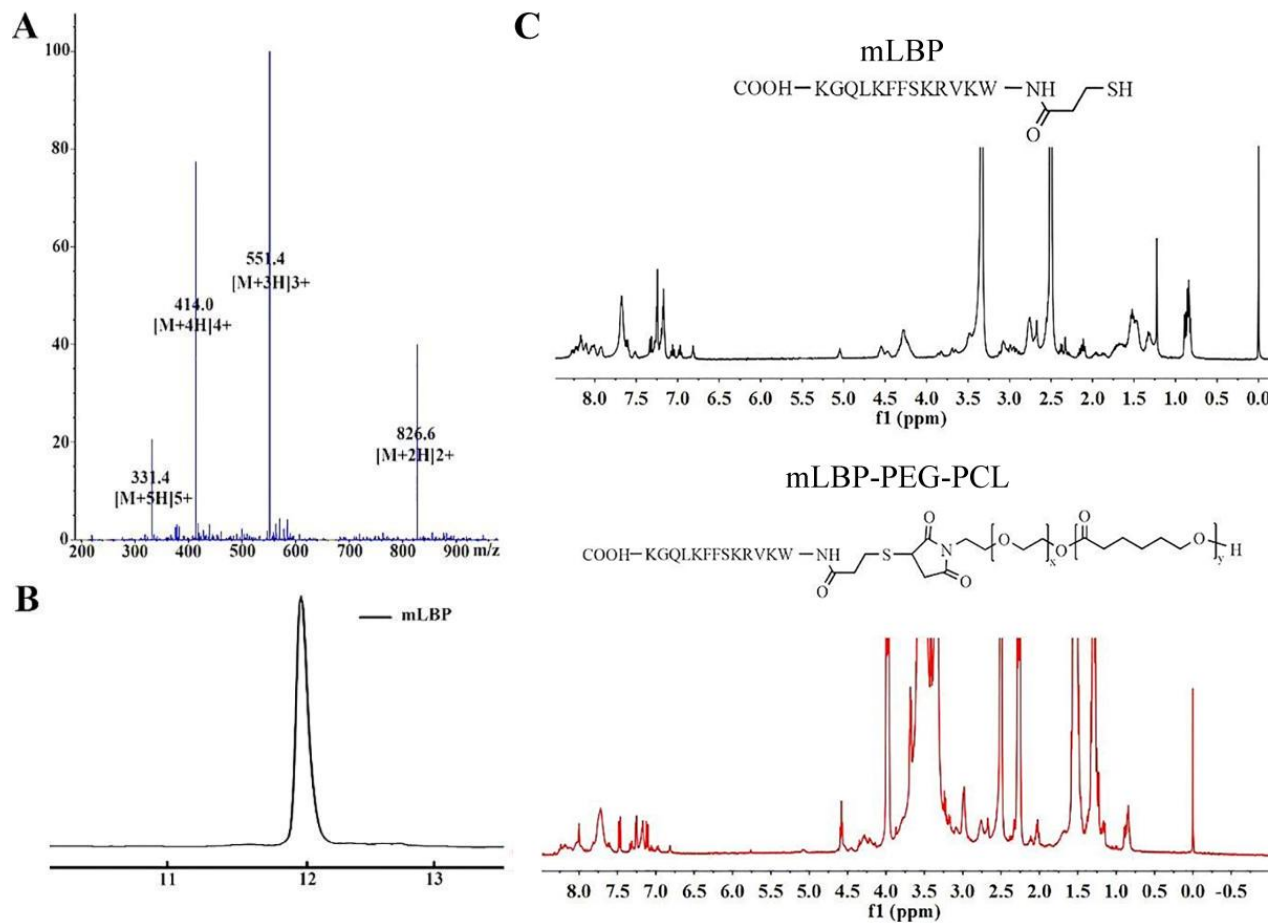 A
100
80
60
40
20
0
551.4
[M+3H]3+
414.0
[M+4H]4+
826.6
[M+2H]2+
331.4
[M+5H]5+
200 300 400 500 600 700 800 900 m/z
B
mLBP
11 12 13
C
mLBP
COOH KGQLKFFSKRVKW NH SH
O
8.0 7.5 7.0 6.5 6.0 5.5 5.0 4.5 4.0 3.5 3.0 2.5 2.0 1.5 1.0 0.5 0.0
f1 (ppm)
mLBP-PEG-PCL
O O
COOH KGQLKFFSKRVKW NH S N O x O y O H
O O
8.0 7.5 7.0 6.5 6.0 5.5 5.0 4.5 4.0 3.5 3.0 2.5 2.0 1.5 1.0 0.5 0.0 -0.5
f1 (ppm)